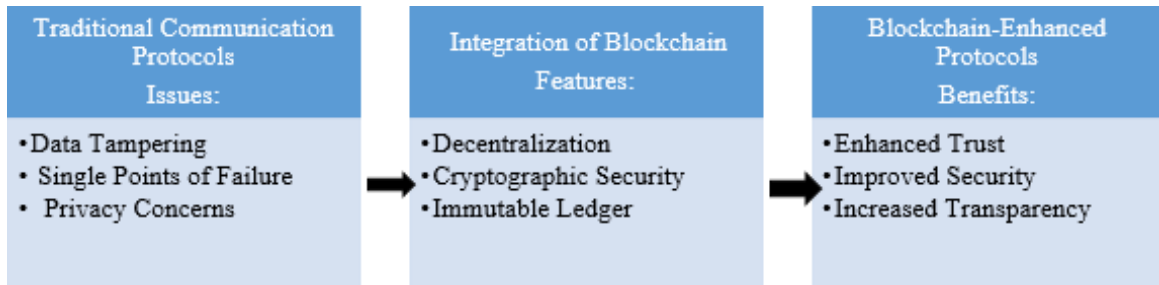 Traditional Communication
Protocols
Issues:
•Data Tampering
• Single Points of Failure
• Privacy Concerns
Integration of Blockchain
Features:
•Decentralization
•Cryptographic Security
•Immutable Ledger
Blockchain-Enhanced
Protocols
Benefits:
•Enhanced Trust
•Improved Security
•Increased Transparency